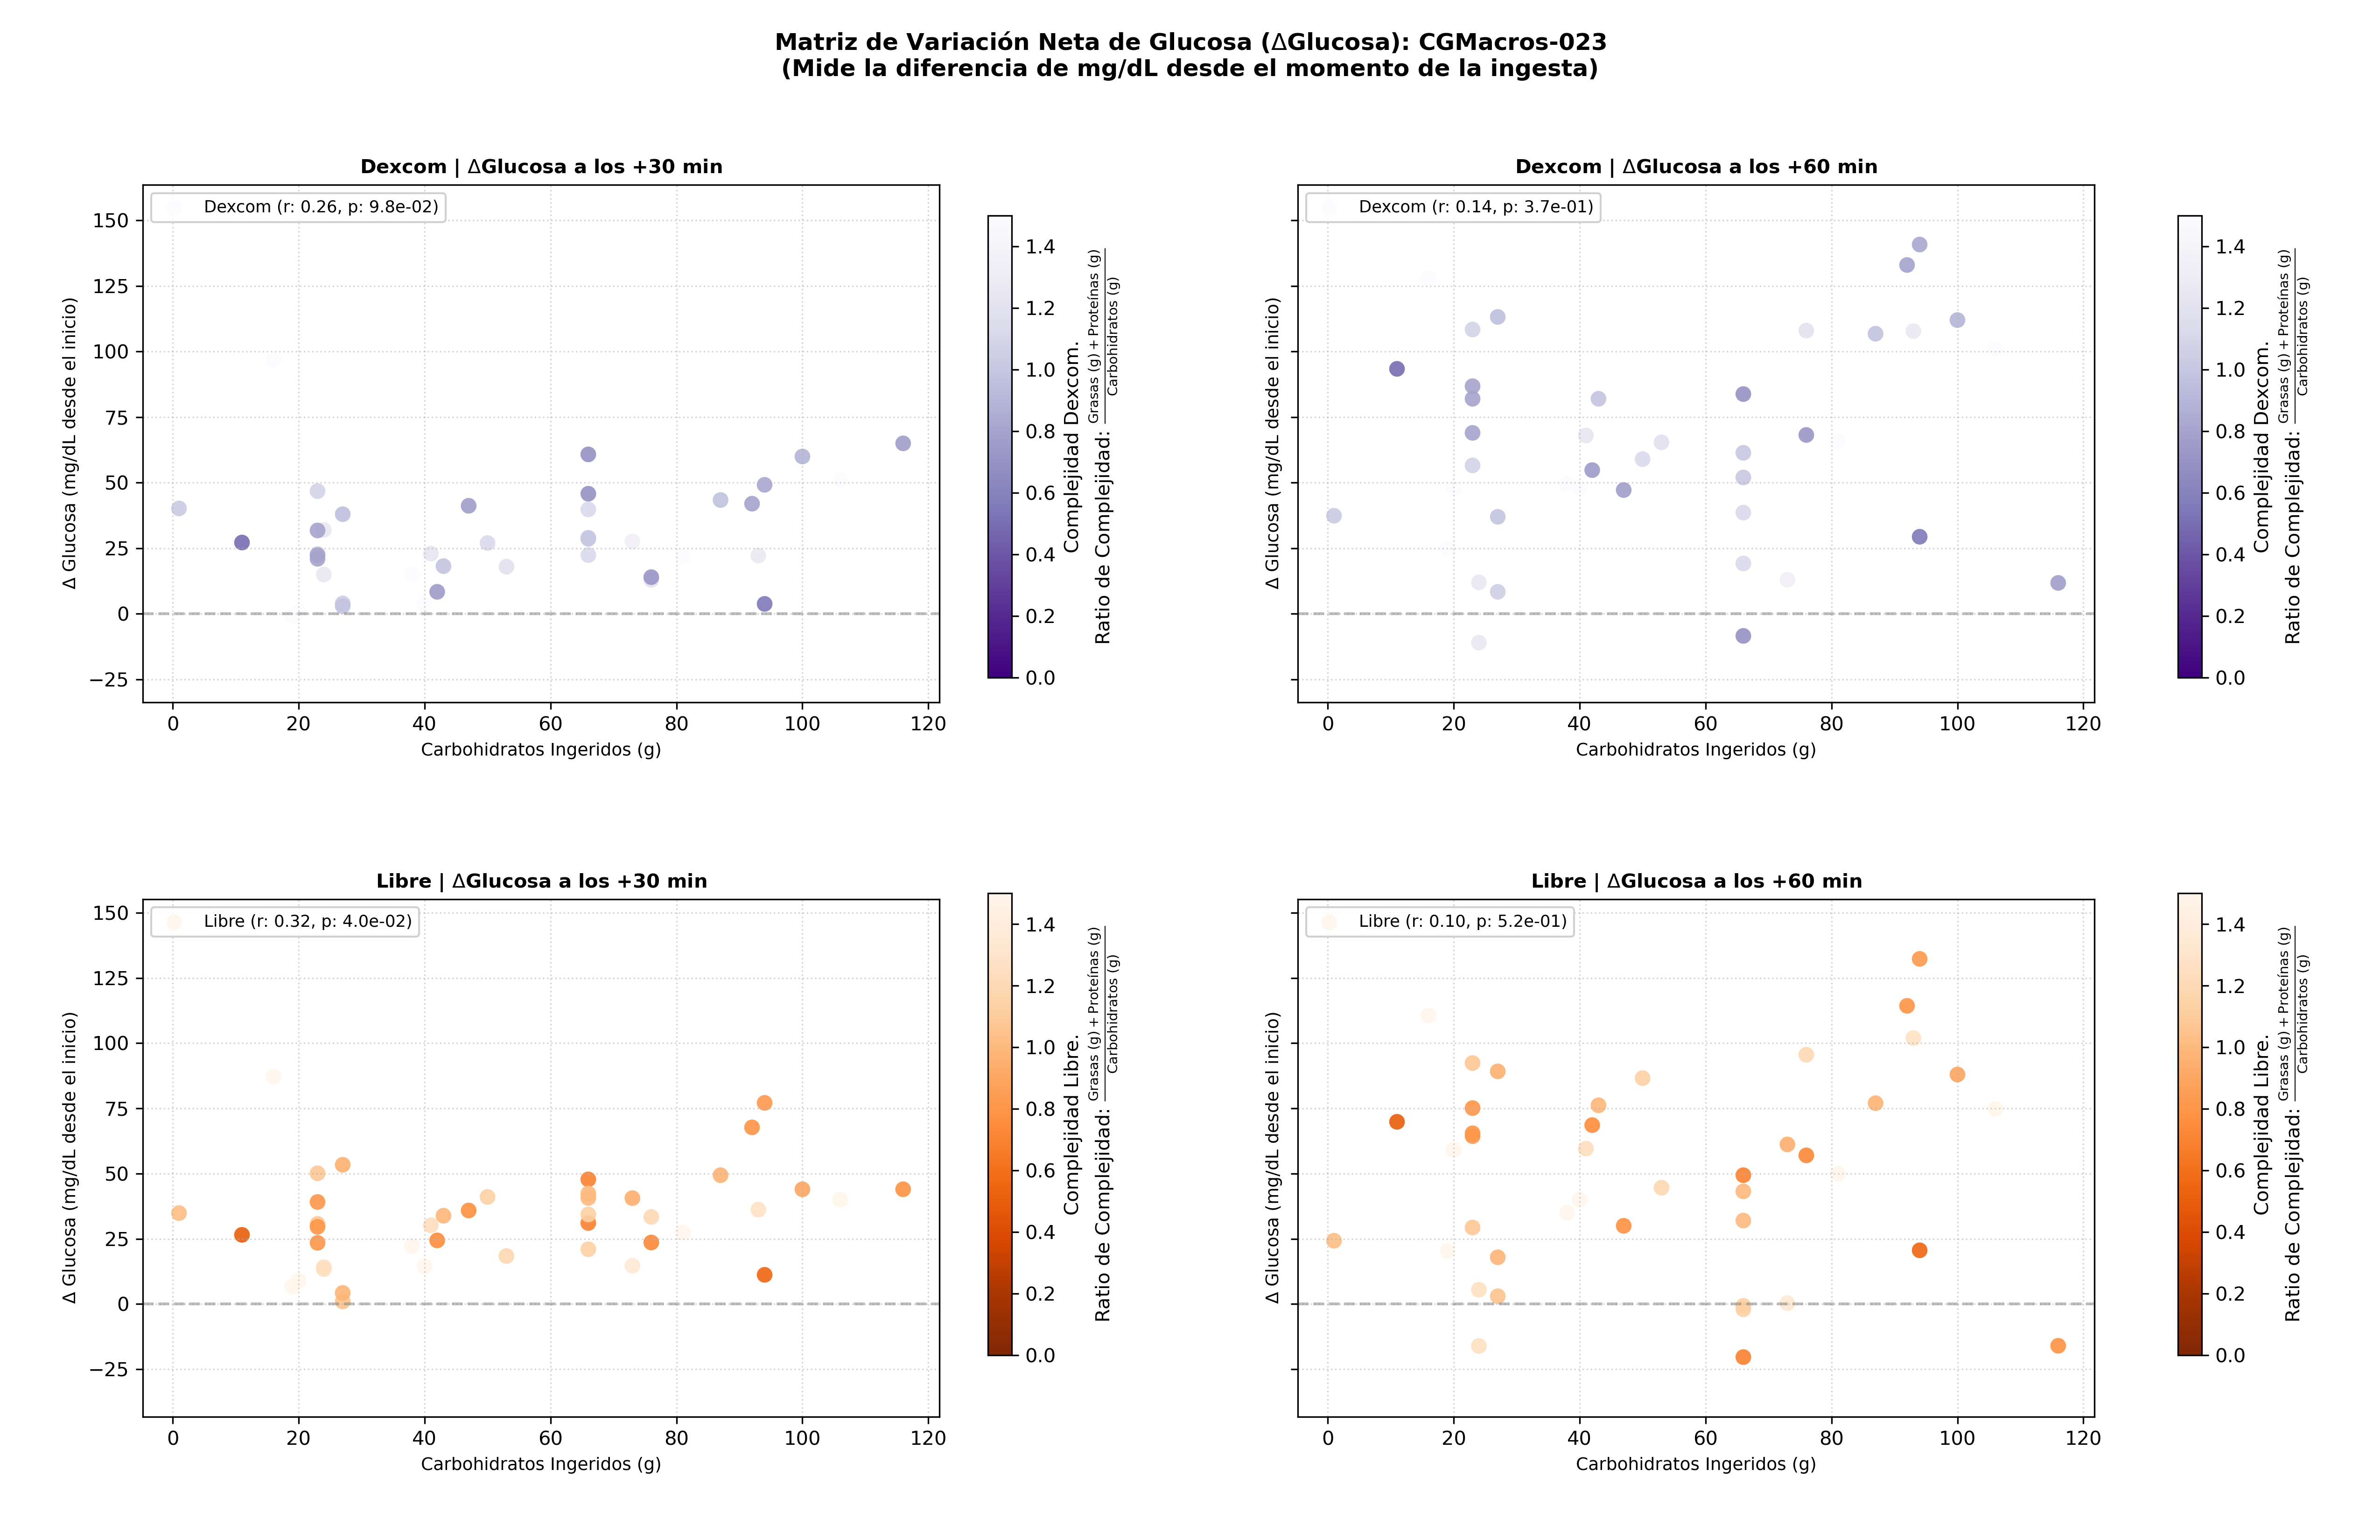 Matriz de Variación Neta de Glucosa (ΔGlucosa): CGMacros-023
(Mide la diferencia de mg/dL desde el momento de la ingesta)
Dexcom | ΔGlucosa a los +30 min
Dexcom (r: 0.26, p: 9.8e-02)
150
125
100
75
50
25
0
−25
Δ Glucosa (mg/dL desde el inicio)
0 20 40 60 80 100 120
Carbohidratos Ingeridos (g)
1.4
1.2
1.0
0.8
0.6
0.4
0.2
0.0
Complejidad Dexcom.
Ratio de Complejidad: Grasas (g) + Proteínas (g)
Carbohidratos (g)
Dexcom | ΔGlucosa a los +60 min
Dexcom (r: 0.14, p: 3.7e-01)
Δ Glucosa (mg/dL desde el inicio)
0 20 40 60 80 100 120
Carbohidratos Ingeridos (g)
1.4
1.2
1.0
0.8
0.6
0.4
0.2
0.0
Complejidad Dexcom.
Ratio de Complejidad: Grasas (g) + Proteínas (g)
Carbohidratos (g)
Libre | ΔGlucosa a los +30 min
Libre (r: 0.32, p: 4.0e-02)
150
125
100
75
50
25
0
−25
Δ Glucosa (mg/dL desde el inicio)
0 20 40 60 80 100 120
Carbohidratos Ingeridos (g)
1.4
1.2
1.0
0.8
0.6
0.4
0.2
0.0
Complejidad Libre.
Ratio de Complejidad: Grasas (g) + Proteínas (g)
Carbohidratos (g)
Libre | ΔGlucosa a los +60 min
Libre (r: 0.10, p: 5.2e-01)
Δ Glucosa (mg/dL desde el inicio)
0 20 40 60 80 100 120
Carbohidratos Ingeridos (g)
1.4
1.2
1.0
0.8
0.6
0.4
0.2
0.0
Complejidad Libre.
Ratio de Complejidad: Grasas (g) + Proteínas (g)
Carbohidratos (g)